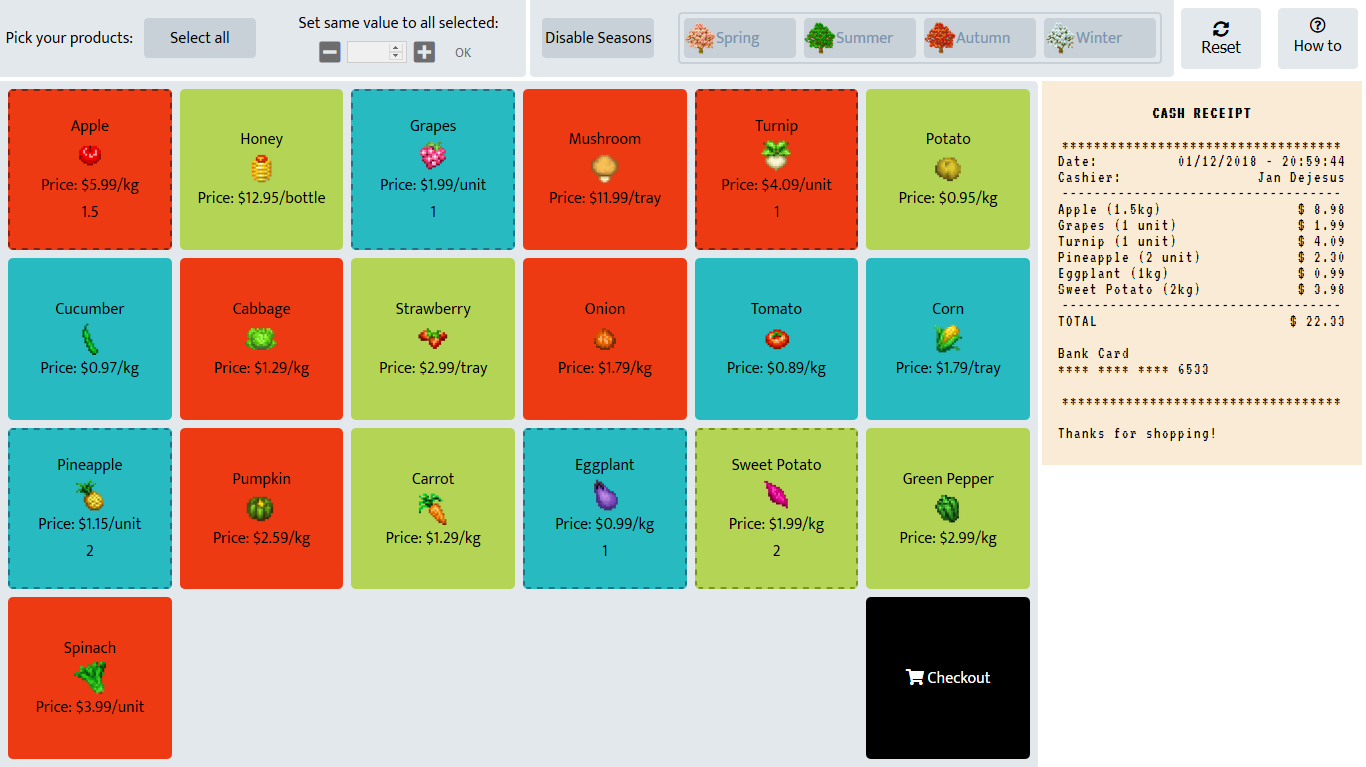 Pick your products:
Select all
Set same value to all selected:
OK
Disable Seasons
Spring
Summer
Autumn
Winter
Reset
How to
Apple
Price: $5.99/kg
1.5
Honey
Price: $12.95/bottle
Grapes
Price: $1.99/unit
1
Mushroom
Price: $11.99/tray
Turnip
Price: $4.09/unit
1
Potato
Price: $0.95/kg
Cucumber
Price: $0.97/kg
Cabbage
Price: $1.29/kg
Strawberry
Price: $2.99/tray
Onion
Price: $1.79/kg
Tomato
Price: $0.89/kg
Corn
Price: $1.79/tray
Pineapple
Price: $1.15/unit
2
Pumpkin
Price: $2.59/kg
Carrot
Price: $1.29/kg
Eggplant
Price: $0.99/kg
1
Sweet Potato
Price: $1.99/kg
2
Green Pepper
Price: $2.99/kg
Spinach
Price: $3.99/unit
Checkout
CASH RECEIPT
***********************************
Date: 01/12/2018 - 20:59:44
Cashier: Jan Dejesus
-----------------------------------
Apple (1.5kg) $ 8.98
Grapes (1 unit) $ 1.99
Turnip (1 unit) $ 4.09
Pineapple (2 unit) $ 2.30
Eggplant (1kg) $ 0.99
Sweet Potato (2kg) $ 3.98
-----------------------------------
TOTAL $ 22.33
Bank Card
**** **** **** 6533
***********************************
Thanks for shopping!